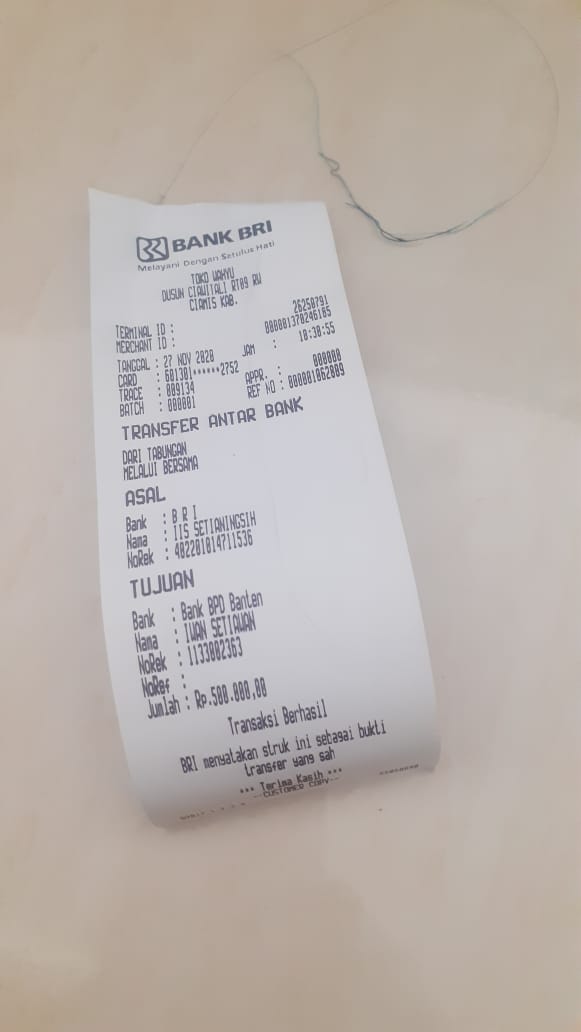 BANK BRI
Melayani Dengan Setulus Hati
TOKO WAHYU
DUSUN CIAWITALI RT09 RW
CIAMIS KAB.
TERMINAL ID : 26250791
MERCHANT ID : 000001370246105
TANGGAL : 27 NOV 2020 JAM : 10:30:55
CARD : 601301******2752
TRACE : 009134 APPR. : 000000
BATCH : 000001 REF NO : 000001062009
TRANSFER ANTAR BANK
DARI TABUNGAN
MELALUI BERSAMA
ASAL
Bank : B R I
Nama : IIS SETIANINGSIH
NoRek : 402201014711536
TUJUAN
Bank : Bank BPD Banten
Nama : IWAN SETIAWAN
NoRek : 1133002363
NoRef :
Jumlah : Rp.500.000,00
Transaksi Berhasil
BRI menyatakan struk ini sebagai bukti
transfer yang sah
*** Terima Kasih ***
--CUSTOMER COPY--